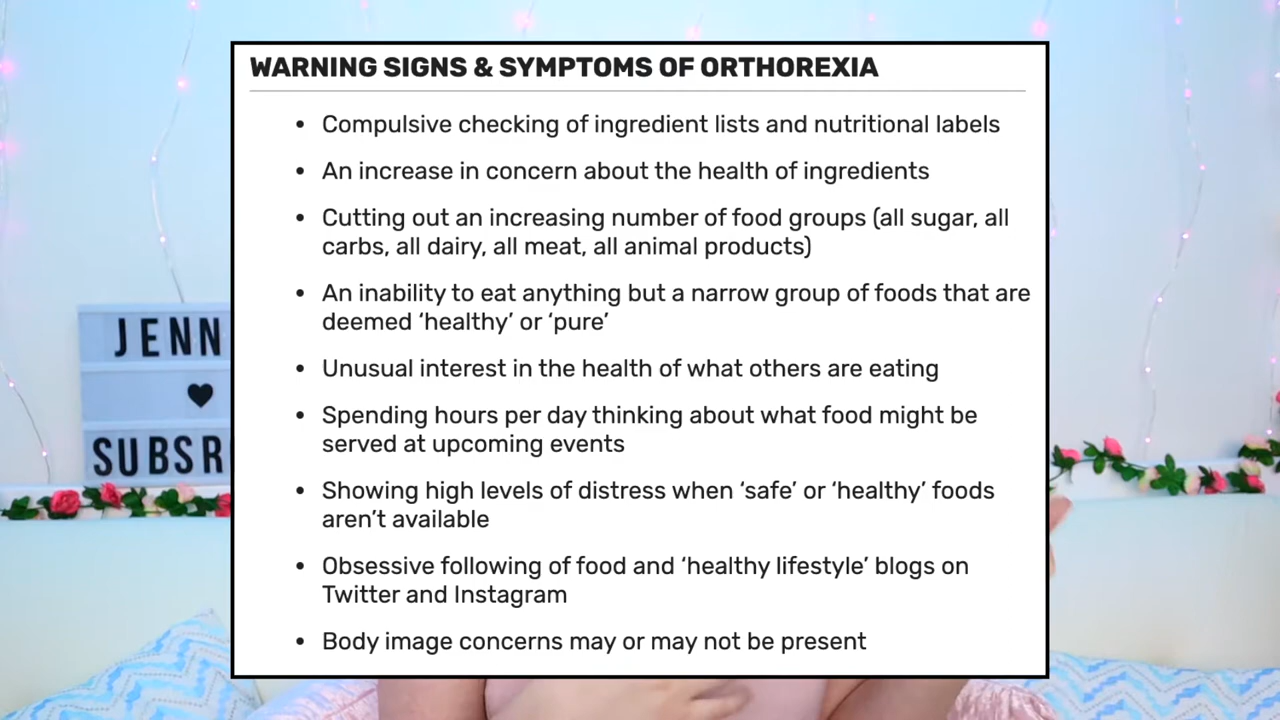 WARNING SIGNS & SYMPTOMS OF ORTHOREXIA
• Compulsive checking of ingredient lists and nutritional labels
• An increase in concern about the health of ingredients
• Cutting out an increasing number of food groups (all sugar, all
carbs, all dairy, all meat, all animal products)
• An inability to eat anything but a narrow group of foods that are
deemed ‘healthy’ or ‘pure’
• Unusual interest in the health of what others are eating
• Spending hours per day thinking about what food might be
served at upcoming events
• Showing high levels of distress when ‘safe’ or ‘healthy’ foods
aren’t available
• Obsessive following of food and ‘healthy lifestyle’ blogs on
Twitter and Instagram
• Body image concerns may or may not be present
JENN
♥
SUBSR